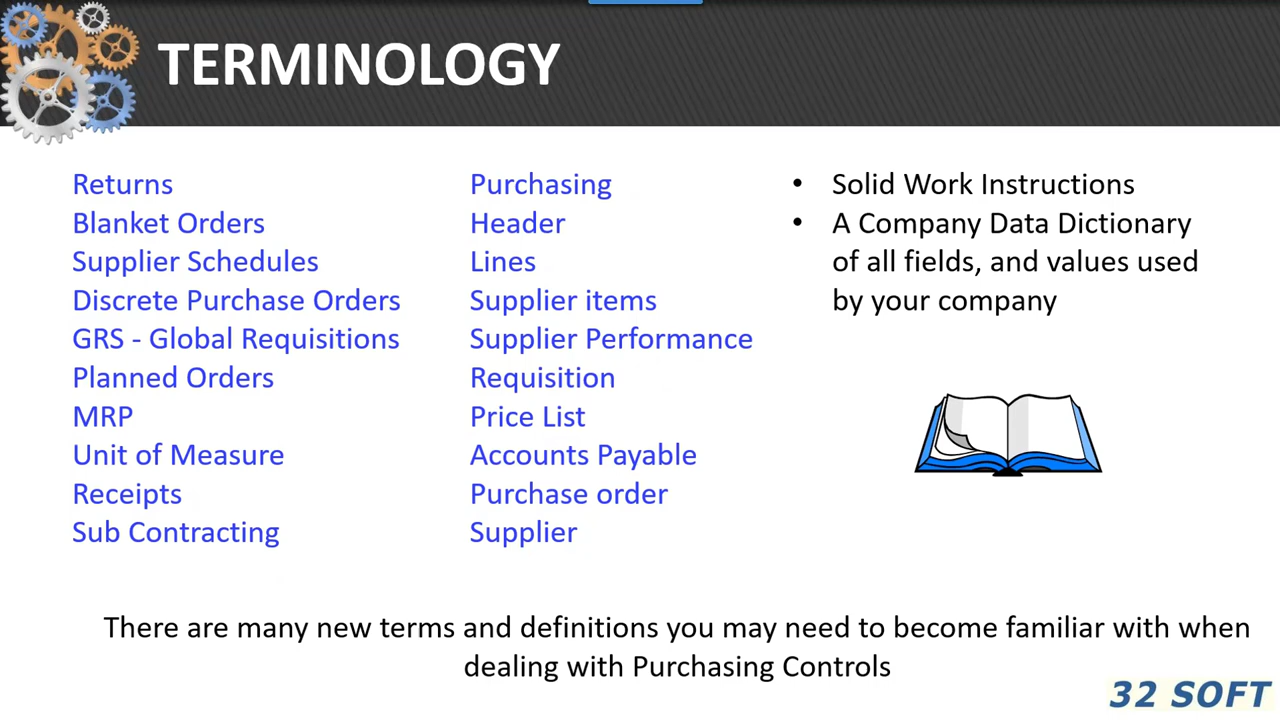 TERMINOLOGY
Returns
Blanket Orders
Supplier Schedules
Discrete Purchase Orders
GRS - Global Requisitions
Planned Orders
MRP
Unit of Measure
Receipts
Sub Contracting
Purchasing
Header
Lines
Supplier items
Supplier Performance
Requisition
Price List
Accounts Payable
Purchase order
Supplier
• Solid Work Instructions
• A Company Data Dictionary
of all fields, and values used
by your company
There are many new terms and definitions you may need to become familiar with when
dealing with Purchasing Controls
32 SOFT